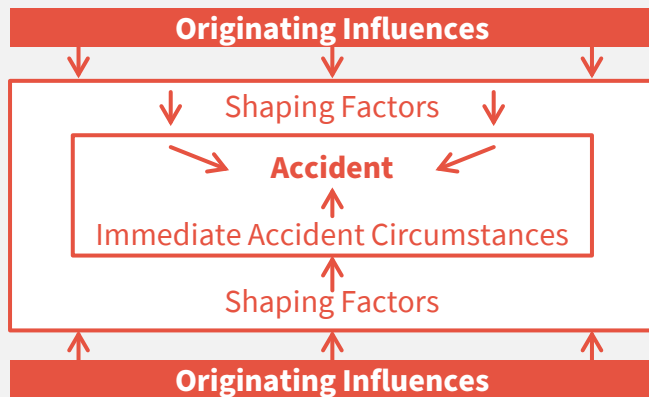 Originating Influences
Shaping Factors
Accident
Immediate Accident Circumstances
Shaping Factors
Originating Influences